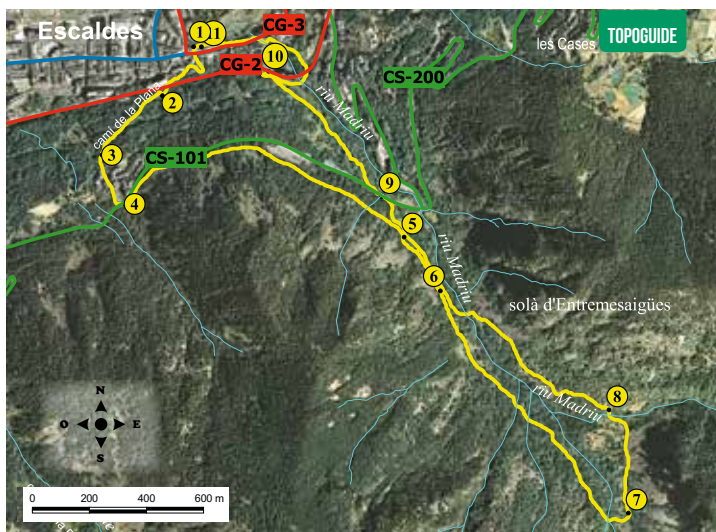 Escaldes
CG-3
TOPOGUIDE
1
11
les Cases
CG-2
10
CS-200
2
riu Madriu
camí de la Plana
3
CS-101
9
4
5
riu Madriu
6
solà d'Entremesaigües
riu Madriu
8
N
O
E
S
0 200 400 600 m
7